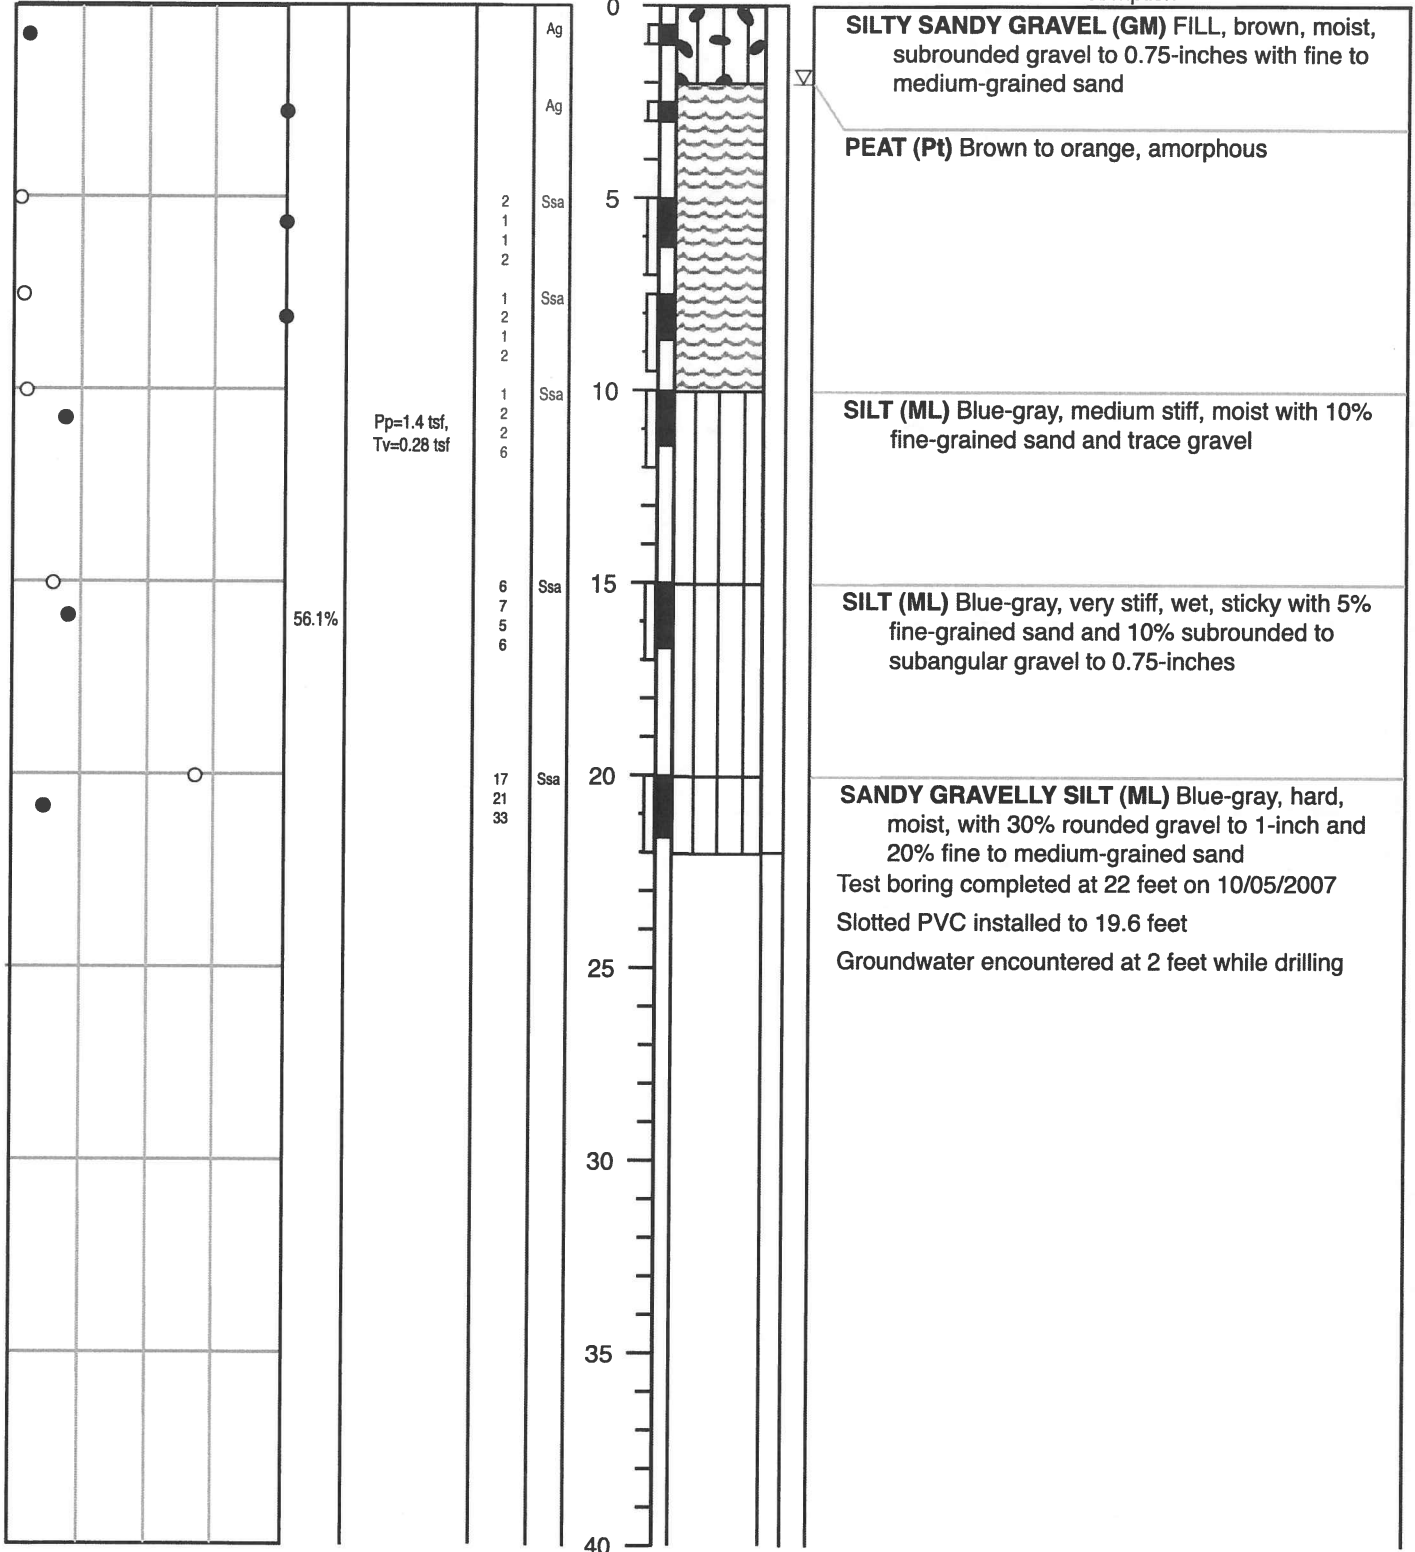 Ag
Ag
2 Ssa
1
1
2
1 Ssa
2
1
2
1 Ssa
2
2
6
Pp=1.4 tsf,
Tv=0.28 tsf
6 Ssa
7
5
6
56.1%
17 Ssa
21
33
0
5
10
15
20
25
30
35
40
SILTY SANDY GRAVEL (GM) FILL, brown, moist,
subrounded gravel to 0.75-inches with fine to
medium-grained sand
PEAT (Pt) Brown to orange, amorphous
SILT (ML) Blue-gray, medium stiff, moist with 10%
fine-grained sand and trace gravel
SILT (ML) Blue-gray, very stiff, wet, sticky with 5%
fine-grained sand and 10% subrounded to
subangular gravel to 0.75-inches
SANDY GRAVELLY SILT (ML) Blue-gray, hard,
moist, with 30% rounded gravel to 1-inch and
20% fine to medium-grained sand
Test boring completed at 22 feet on 10/05/2007
Slotted PVC installed to 19.6 feet
Groundwater encountered at 2 feet while drilling